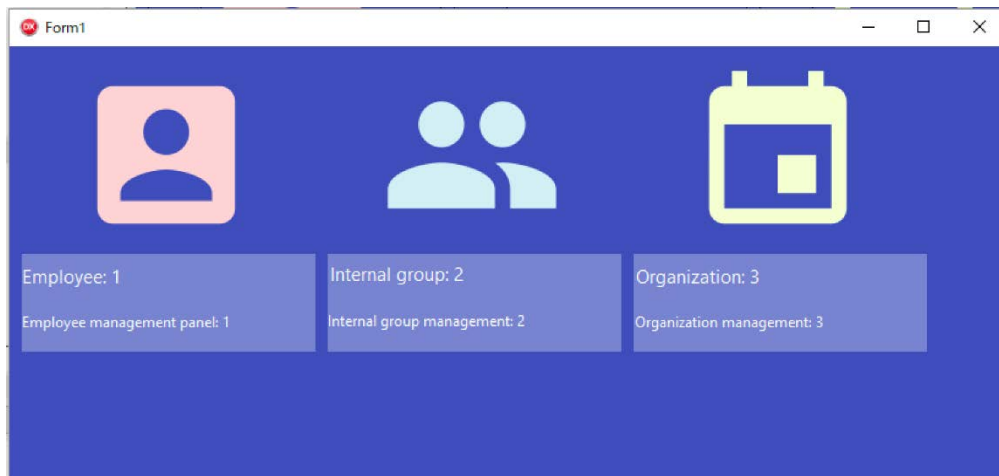 Form1
Employee: 1
Employee management panel: 1
Internal group: 2
Internal group management: 2
Organization: 3
Organization management: 3